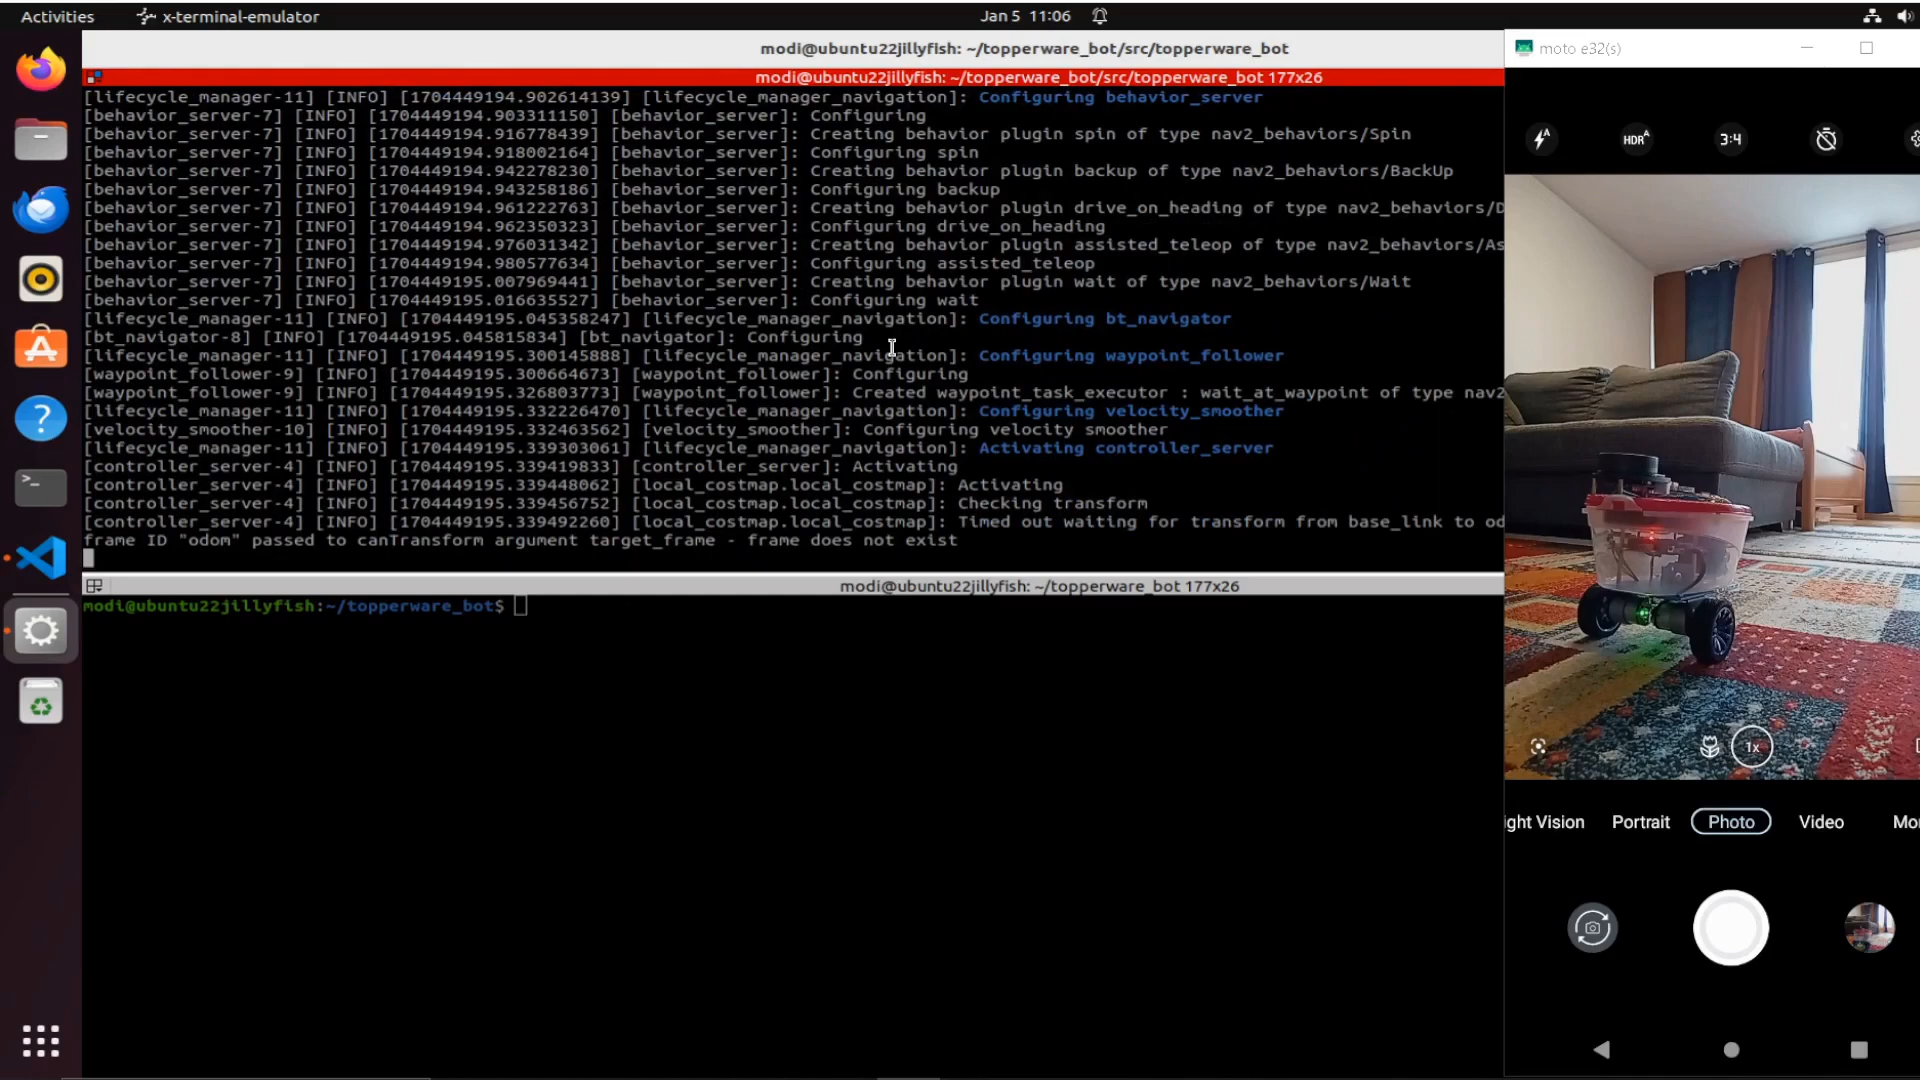 Activities
x-terminal-emulator
Jan 5 11:06
modi@ubuntu22jillyfish: ~/topperware_bot/src/topperware_bot
modi@ubuntu22jillyfish: ~/topperware_bot/src/topperware_bot 177x26
[lifecycle_manager-11] [INFO] [1704449194.902614139] [lifecycle_manager_navigation]: Configuring behavior_server
[behavior_server-7] [INFO] [1704449194.903311150] [behavior_server]: Configuring
[behavior_server-7] [INFO] [1704449194.916778439] [behavior_server]: Creating behavior plugin spin of type nav2_behaviors/Spin
[behavior_server-7] [INFO] [1704449194.918002164] [behavior_server]: Configuring spin
[behavior_server-7] [INFO] [1704449194.942278230] [behavior_server]: Creating behavior plugin backup of type nav2_behaviors/BackUp
[behavior_server-7] [INFO] [1704449194.943258186] [behavior_server]: Configuring backup
[behavior_server-7] [INFO] [1704449194.961222763] [behavior_server]: Creating behavior plugin drive_on_heading of type nav2_behaviors/D
[behavior_server-7] [INFO] [1704449194.962350323] [behavior_server]: Configuring drive_on_heading
[behavior_server-7] [INFO] [1704449194.976031342] [behavior_server]: Creating behavior plugin assisted_teleop of type nav2_behaviors/As
[behavior_server-7] [INFO] [1704449194.980577634] [behavior_server]: Configuring assisted_teleop
[behavior_server-7] [INFO] [1704449195.007969441] [behavior_server]: Creating behavior plugin wait of type nav2_behaviors/Wait
[behavior_server-7] [INFO] [1704449195.016635527] [behavior_server]: Configuring wait
[lifecycle_manager-11] [INFO] [1704449195.045358247] [lifecycle_manager_navigation]: Configuring bt_navigator
[bt_navigator-8] [INFO] [1704449195.045815834] [bt_navigator]: Configuring
[lifecycle_manager-11] [INFO] [1704449195.300145888] [lifecycle_manager_navigation]: Configuring waypoint_follower
[waypoint_follower-9] [INFO] [1704449195.300664673] [waypoint_follower]: Configuring
[waypoint_follower-9] [INFO] [1704449195.326803773] [waypoint_follower]: Created waypoint_task_executor : wait_at_waypoint of type nav2
[lifecycle_manager-11] [INFO] [1704449195.332226470] [lifecycle_manager_navigation]: Configuring velocity_smoother
[velocity_smoother-10] [INFO] [1704449195.332463562] [velocity_smoother]: Configuring velocity smoother
[lifecycle_manager-11] [INFO] [1704449195.339303061] [lifecycle_manager_navigation]: Activating controller_server
[controller_server-4] [INFO] [1704449195.339419833] [controller_server]: Activating
[controller_server-4] [INFO] [1704449195.339448062] [local_costmap.local_costmap]: Activating
[controller_server-4] [INFO] [1704449195.339456752] [local_costmap.local_costmap]: Checking transform
[controller_server-4] [INFO] [1704449195.339492260] [local_costmap.local_costmap]: Timed out waiting for transform from base_link to od
frame ID "odom" passed to canTransform argument target_frame - frame does not exist
modi@ubuntu22jillyfish: ~/topperware_bot 177x26
modi@ubuntu22jillyfish:~/topperware_bot$
moto e32(s)
HDRA
3:4
1x
ght Vision
Portrait
Photo
Video
Mor